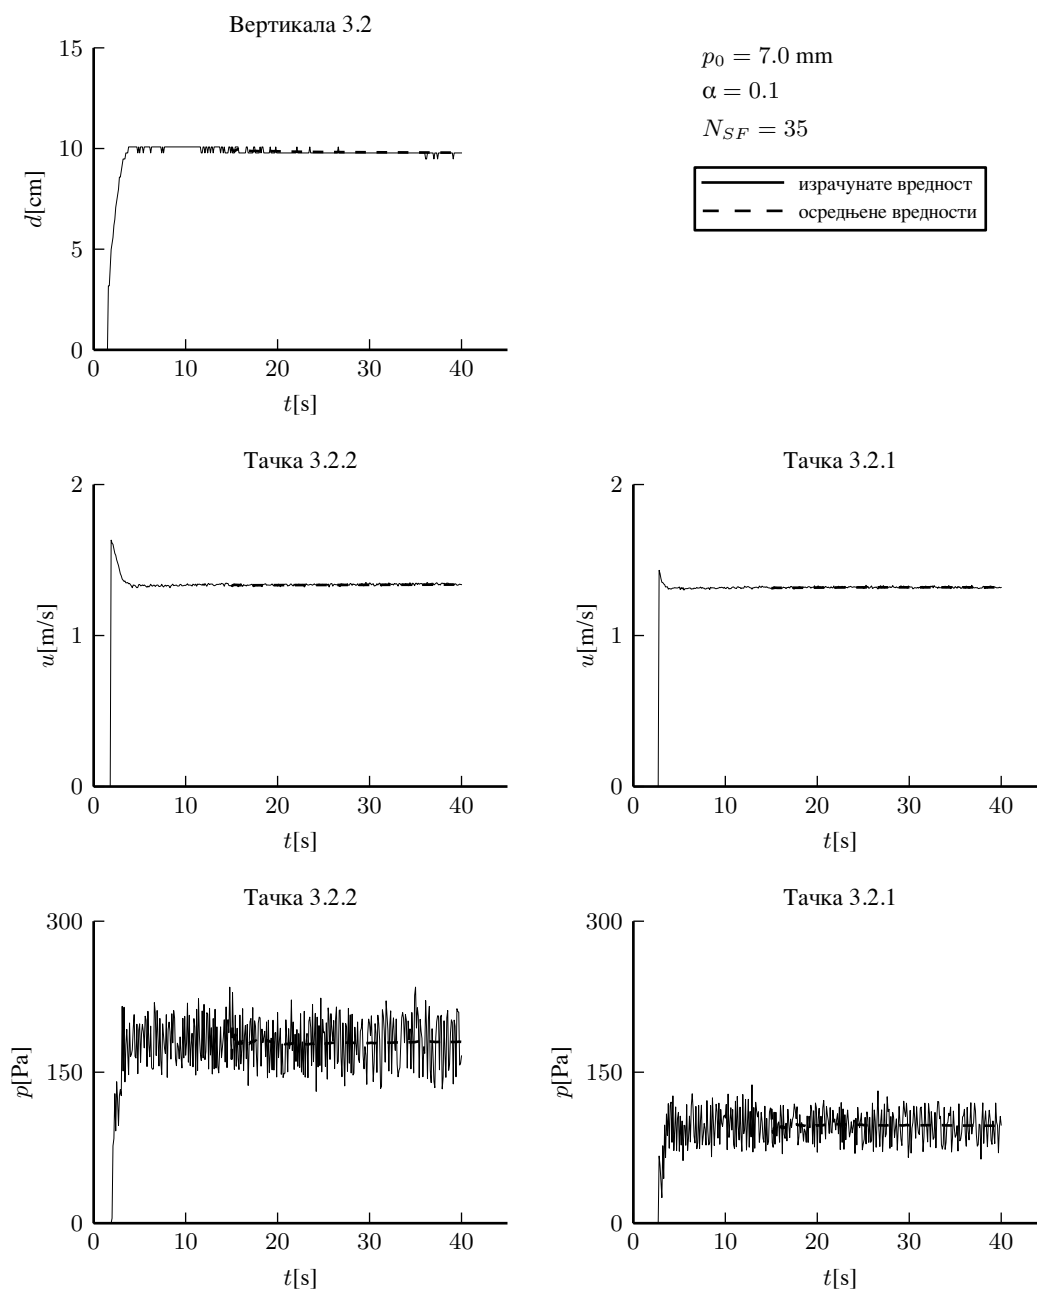 Вертикала 3.2
15
10
5
0
d[cm]
0 10 20 30 40
t[s]
p₀ = 7.0 mm
α = 0.1
N_SF = 35
израчунате вредност
осредњене вредности
Тачка 3.2.2
2
1
0
u[m/s]
0 10 20 30 40
t[s]
Тачка 3.2.1
2
1
0
u[m/s]
0 10 20 30 40
t[s]
Тачка 3.2.2
300
150
0
p[Pa]
0 10 20 30 40
t[s]
Тачка 3.2.1
300
150
0
p[Pa]
0 10 20 30 40
t[s]